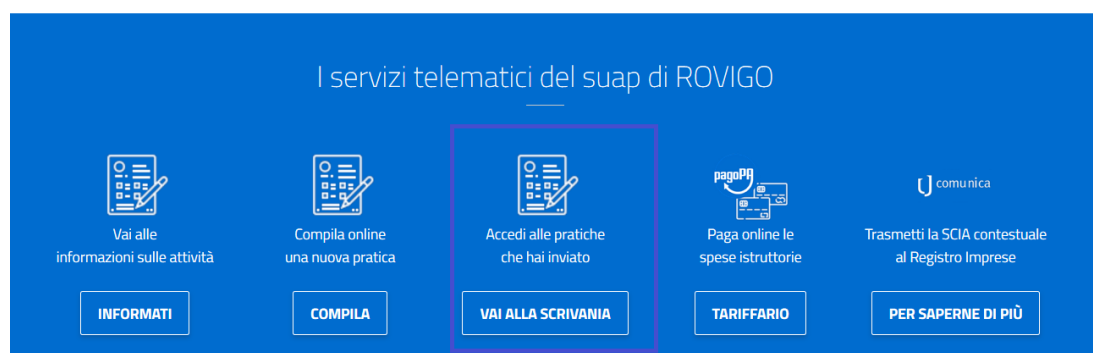 I servizi telematici del suap di ROVIGO
Vai alle
informazioni sulle attività
INFORMATI
Compila online
una nuova pratica
COMPILA
Accedi alle pratiche
che hai inviato
VAI ALLA SCRIVANIA
pagoPA
Paga online le
spese istruttorie
TARIFFARIO
comunica
Trasmetti la SCIA contestuale
al Registro Imprese
PER SAPERNE DI PIÙ